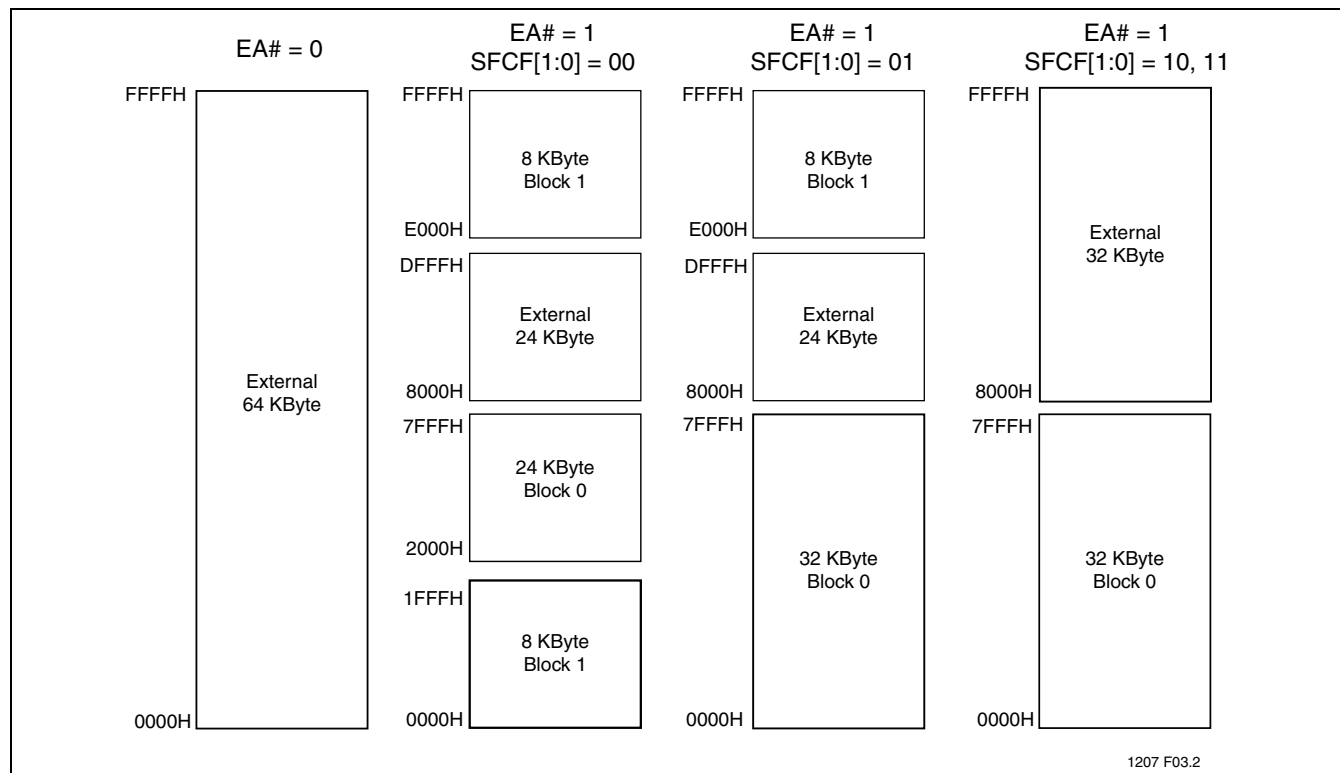 EA# = 0
FFFFH
External
64 KByte
0000H
EA# = 1
SFCF[1:0] = 00
FFFFH
8 KByte
Block 1
E000H
DFFFH
External
24 KByte
8000H
7FFFH
24 KByte
Block 0
2000H
1FFFH
8 KByte
Block 1
0000H
EA# = 1
SFCF[1:0] = 01
FFFFH
8 KByte
Block 1
E000H
DFFFH
External
24 KByte
8000H
7FFFH
32 KByte
Block 0
0000H
EA# = 1
SFCF[1:0] = 10, 11
FFFFH
External
32 KByte
8000H
7FFFH
32 KByte
Block 0
0000H
1207 F03.2